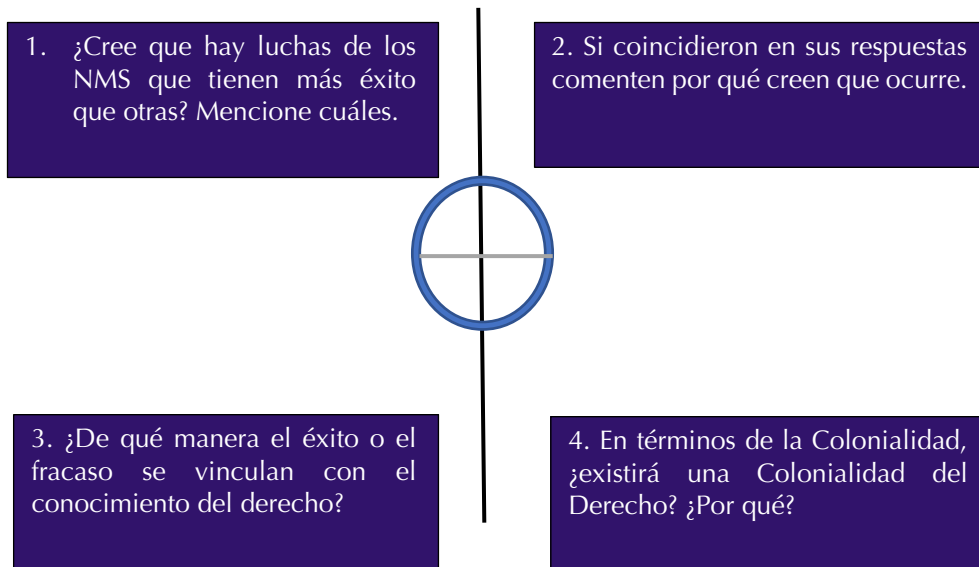 1. ¿Cree que hay luchas de los
NMS que tienen más éxito
que otras? Mencione cuáles.
2. Si coincidieron en sus respuestas
comenten por qué creen que ocurre.
3. ¿De qué manera el éxito o el
fracaso se vinculan con el
conocimiento del derecho?
4. En términos de la Colonialidad,
¿existirá una Colonialidad del
Derecho? ¿Por qué?